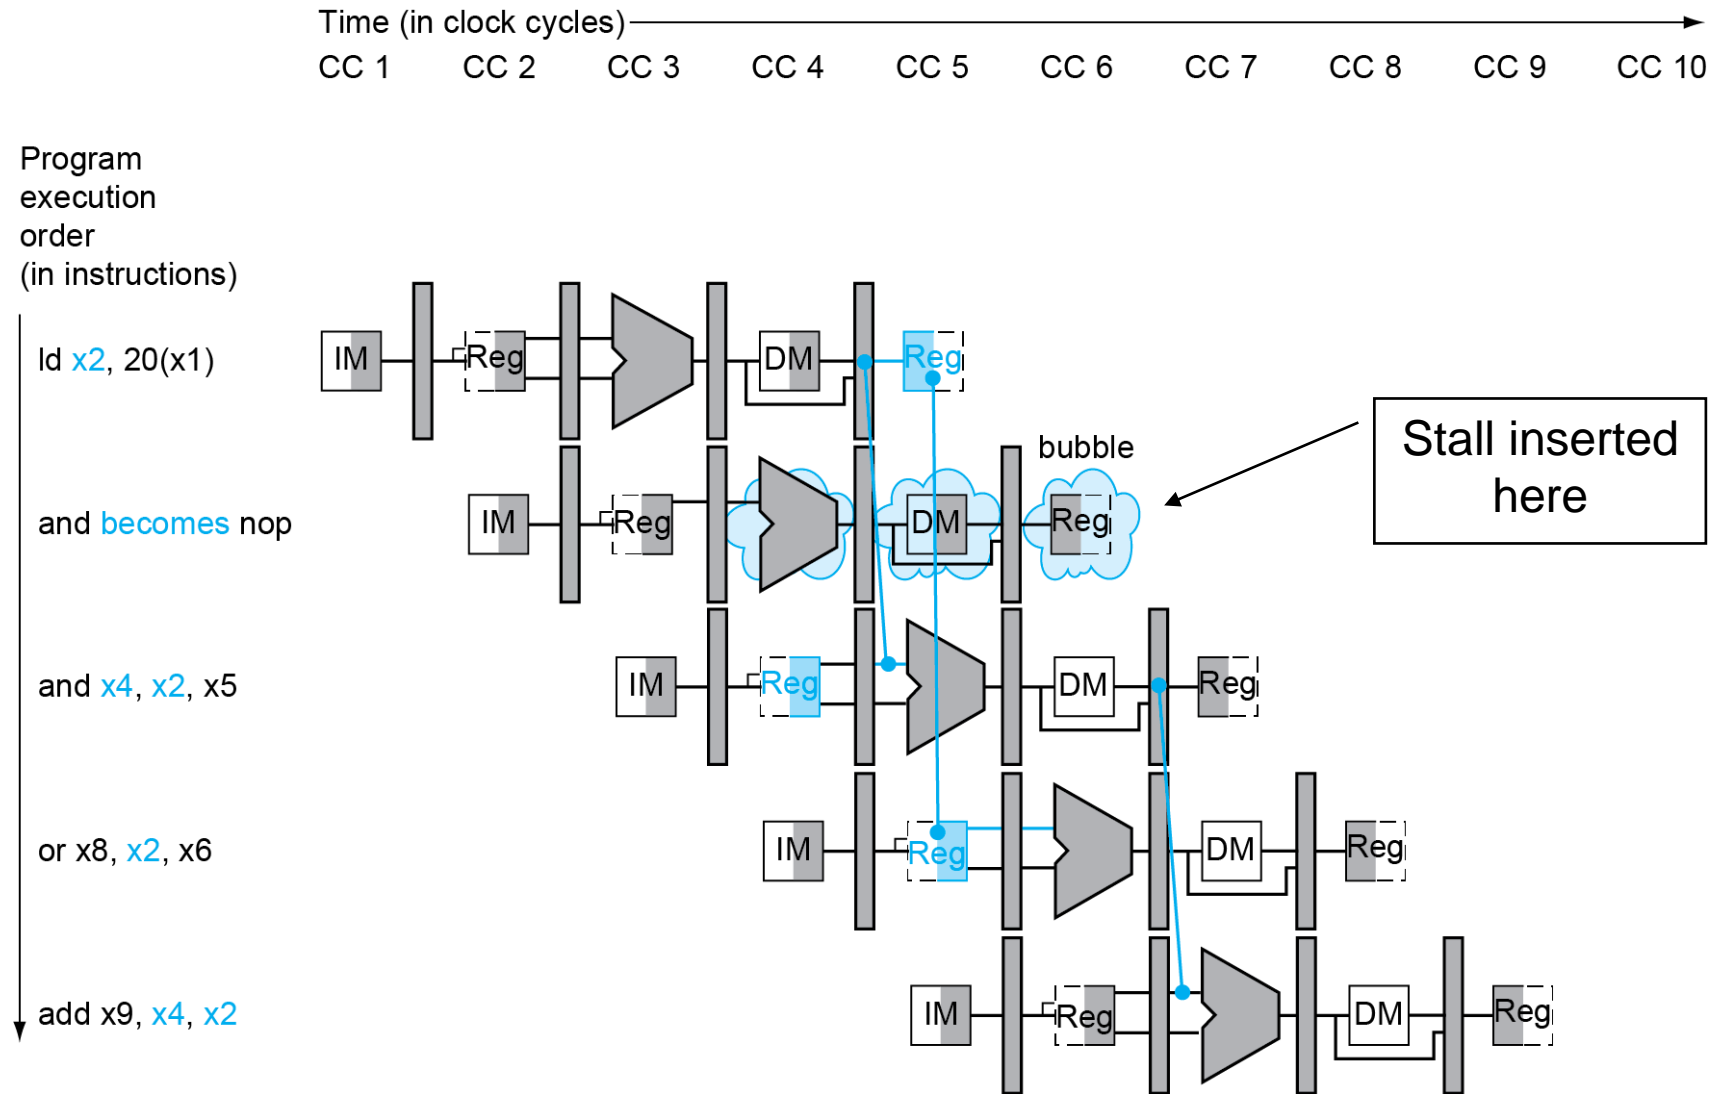 Time (in clock cycles)
CC 1 CC 2 CC 3 CC 4 CC 5 CC 6 CC 7 CC 8 CC 9 CC 10
Program
execution
order
(in instructions)
ld x2, 20(x1)
IM Reg DM Reg
bubble
Stall inserted
here
and becomes nop
IM Reg DM Reg
and x4, x2, x5
IM Reg DM Reg
or x8, x2, x6
IM Reg DM Reg
add x9, x4, x2
IM Reg DM Reg